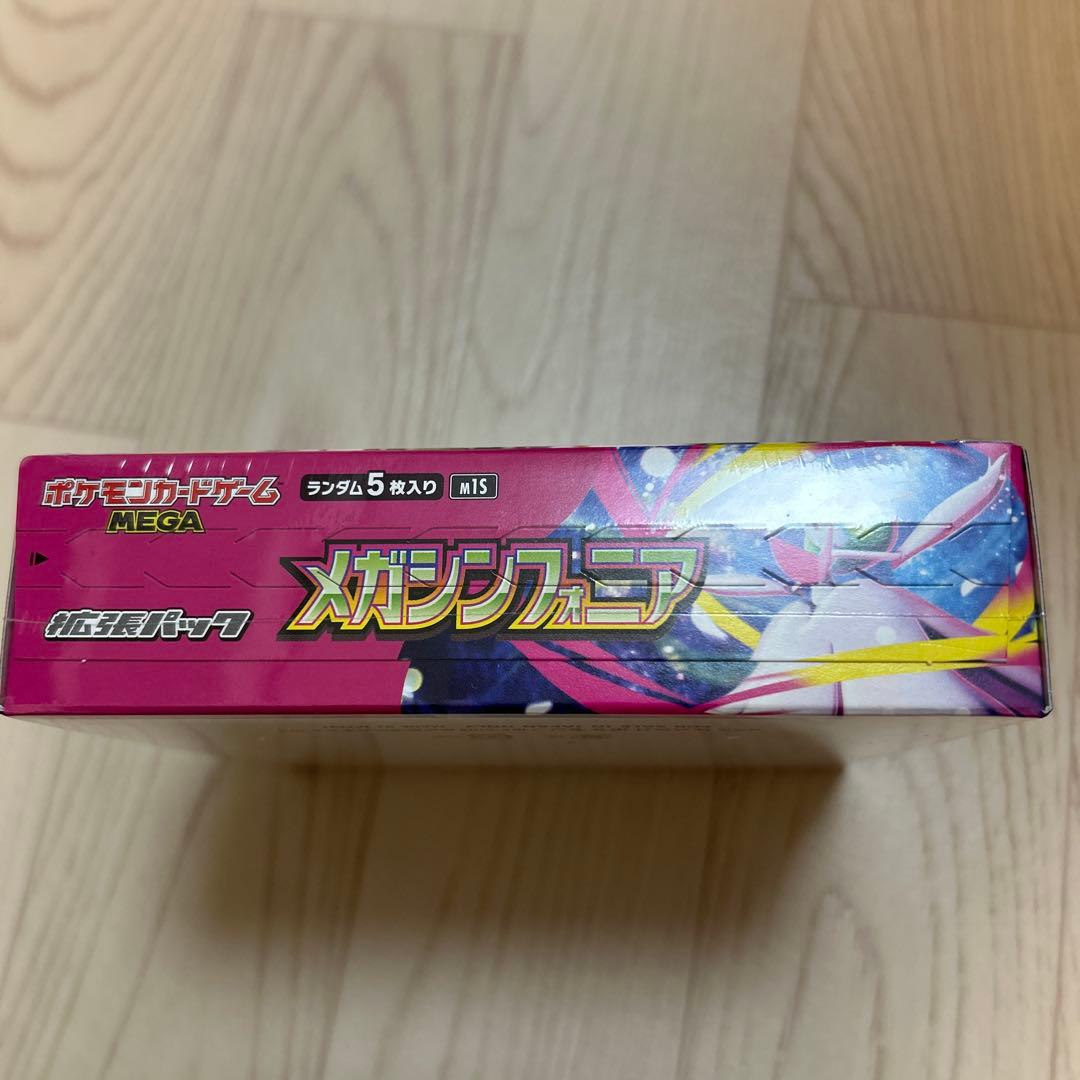 ポケモンカードゲーム
MEGA
ランダム5枚入り
M1S
メガシンフォニア
拡張パック